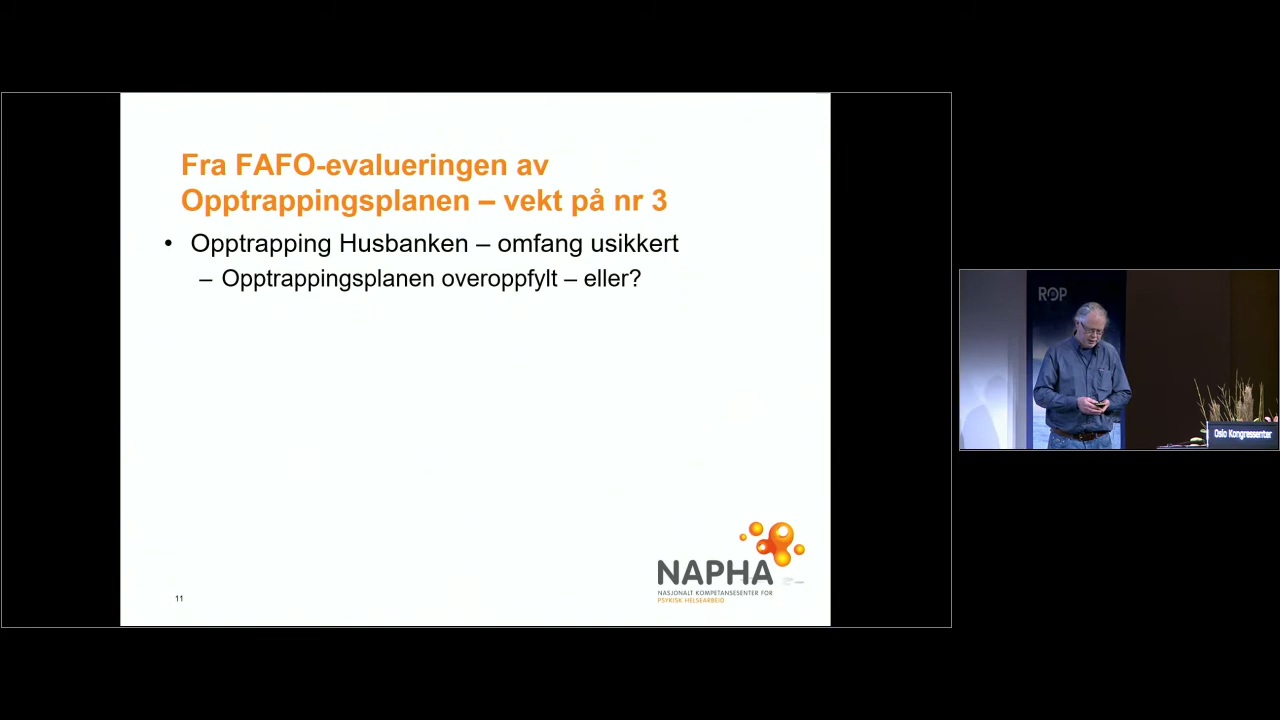 Fra FAFO-evalueringen av
Opptrappingsplanen – vekt på nr 3
• Opptrapping Husbanken – omfang usikkert
– Opptrappingsplanen overoppfylt – eller?
11
NAPHA
NASJONALT KOMPETANSESENTER FOR
PSYKISK HELSEARBEID
ROP
Oslo Kongressenter